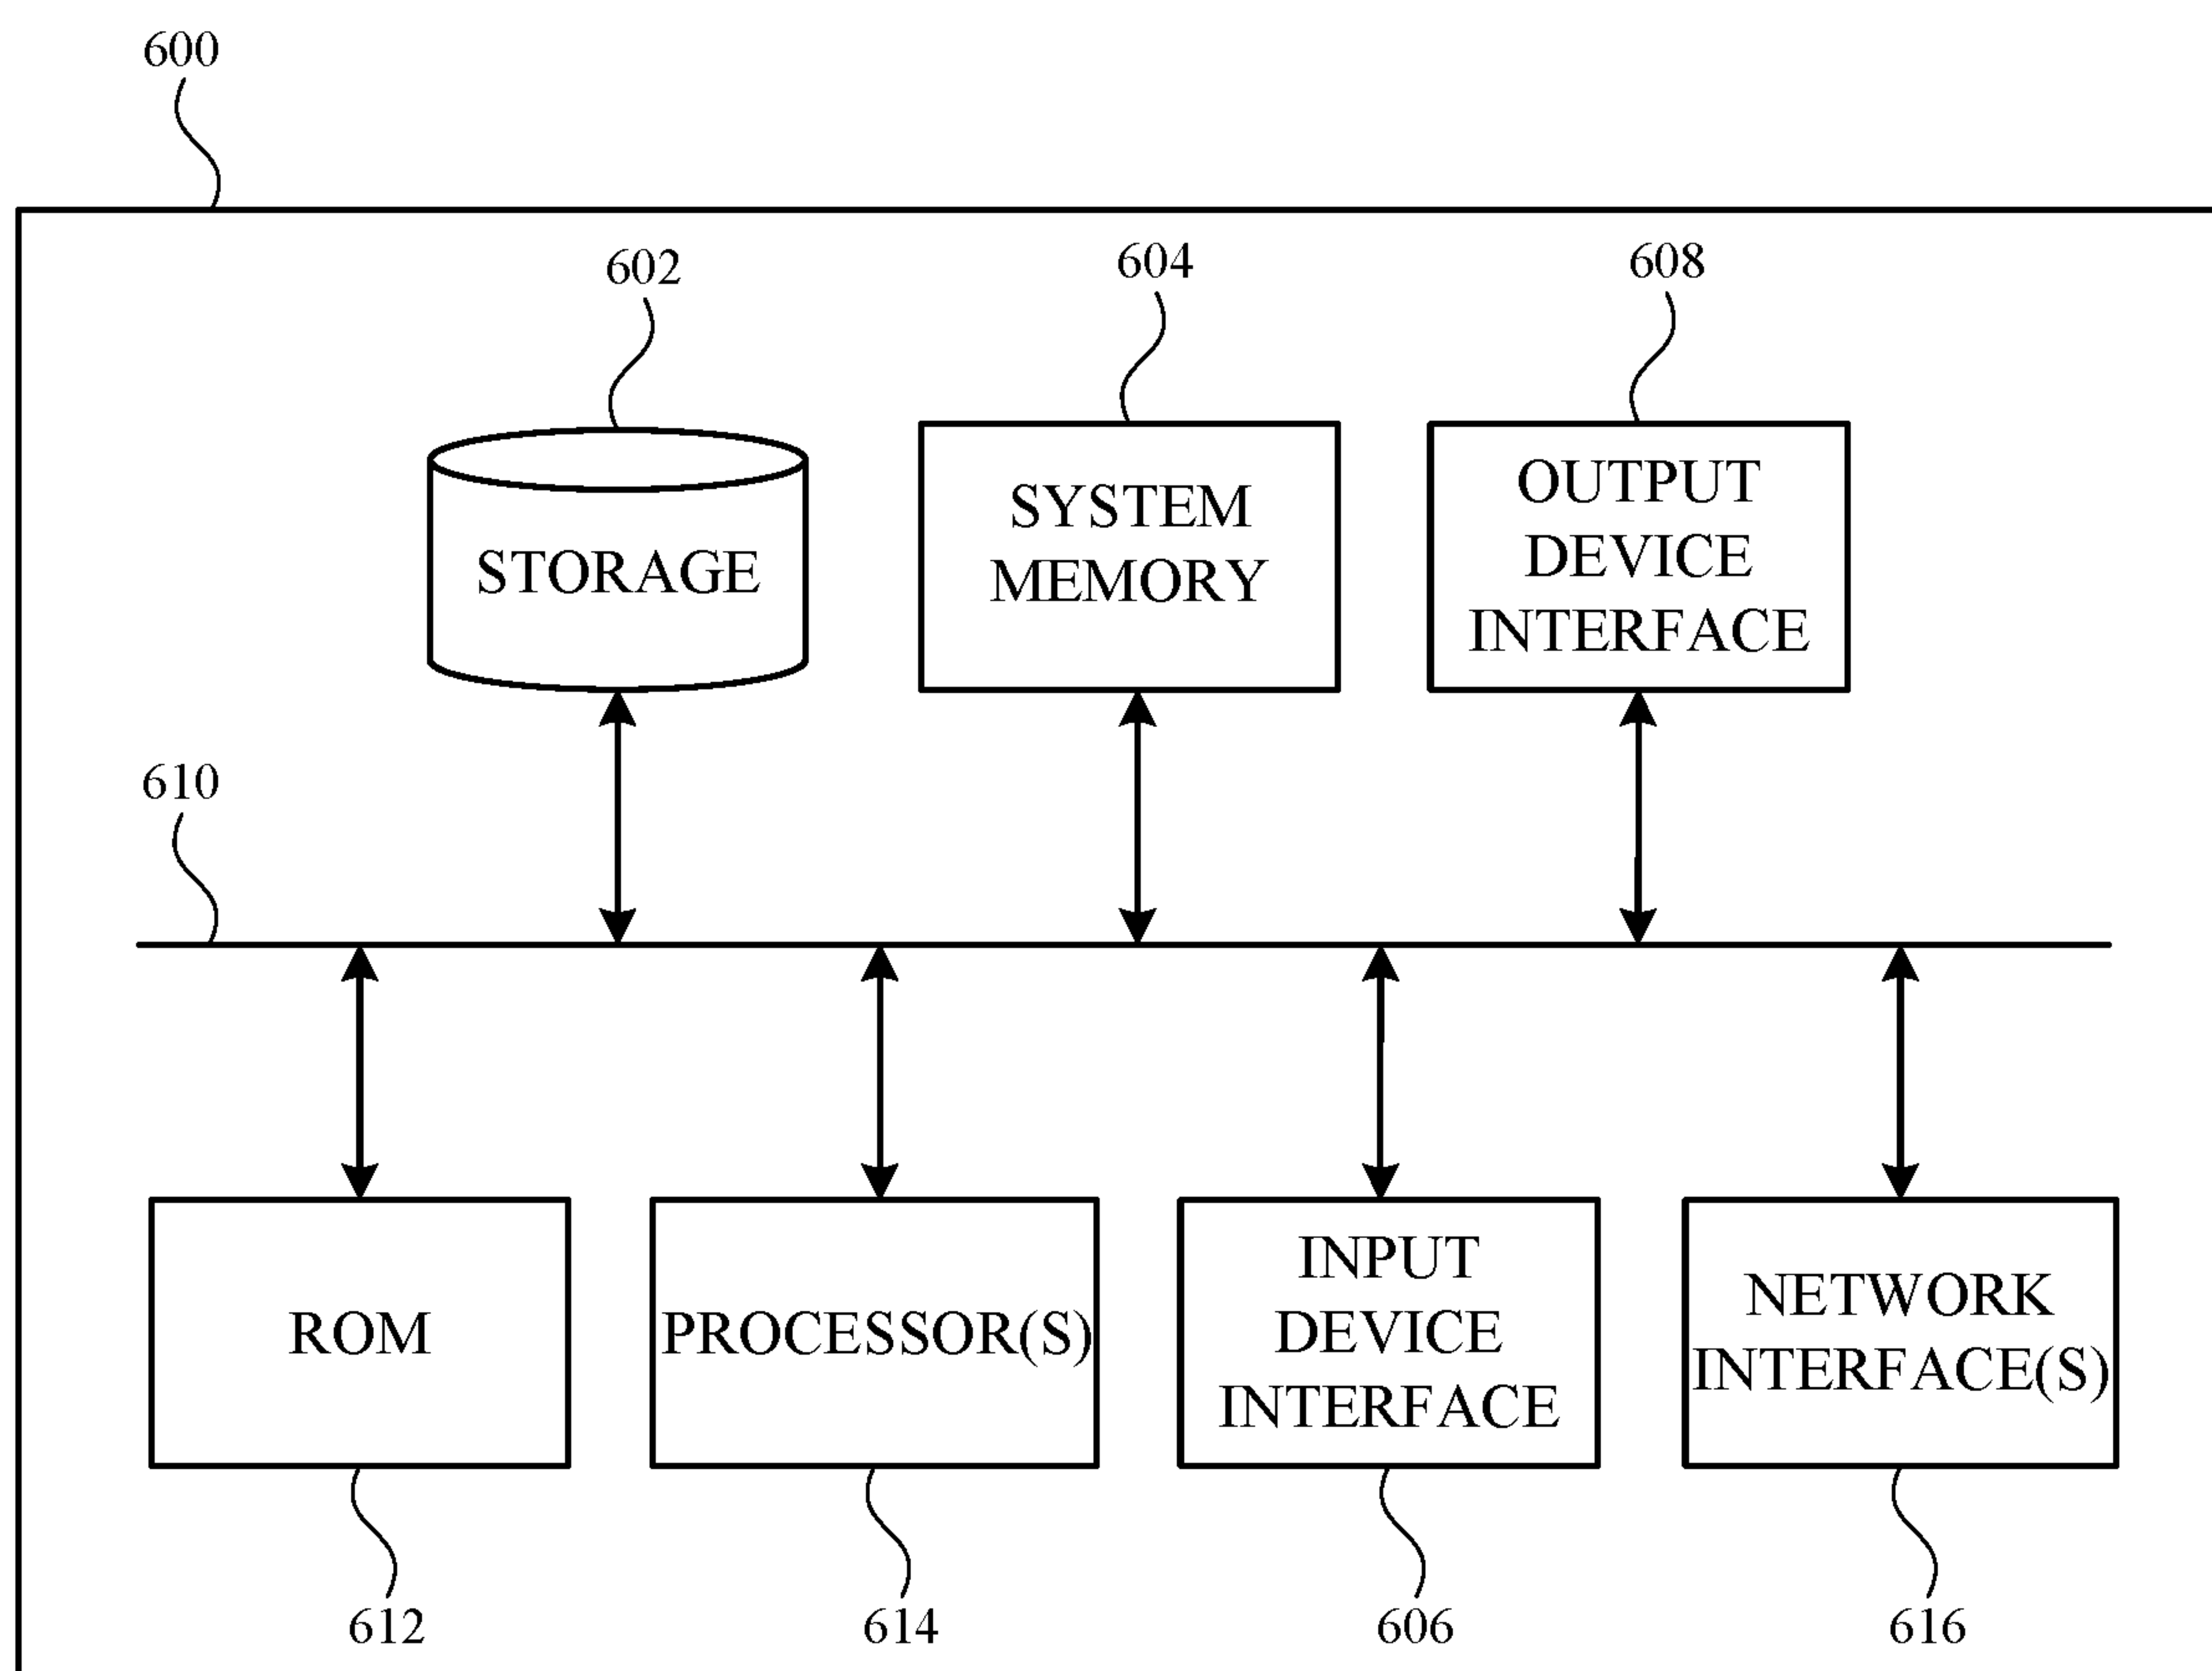 600
602
604
608
STORAGE
SYSTEM
MEMORY
OUTPUT
DEVICE
INTERFACE
610
ROM
PROCESSOR(S)
INPUT
DEVICE
INTERFACE
NETWORK
INTERFACE(S)
612
614
606
616